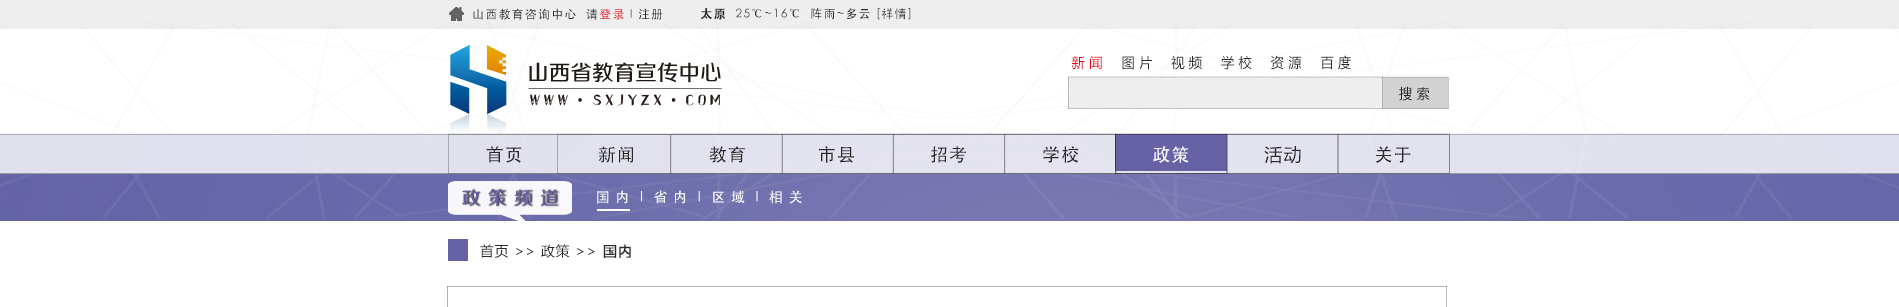 山西教育咨询中心 请登录 | 注册 太原 25℃~16℃ 阵雨~多云 [祥情]
山西省教育宣传中心
WWW·SXJYZX·COM
新闻 图片 视频 学校 资源 百度
搜索
首页 新闻 教育 市县 招考 学校 政策 活动 关于
政策频道 国内 | 省内 | 区域 | 相关
首页 >> 政策 >> 国内